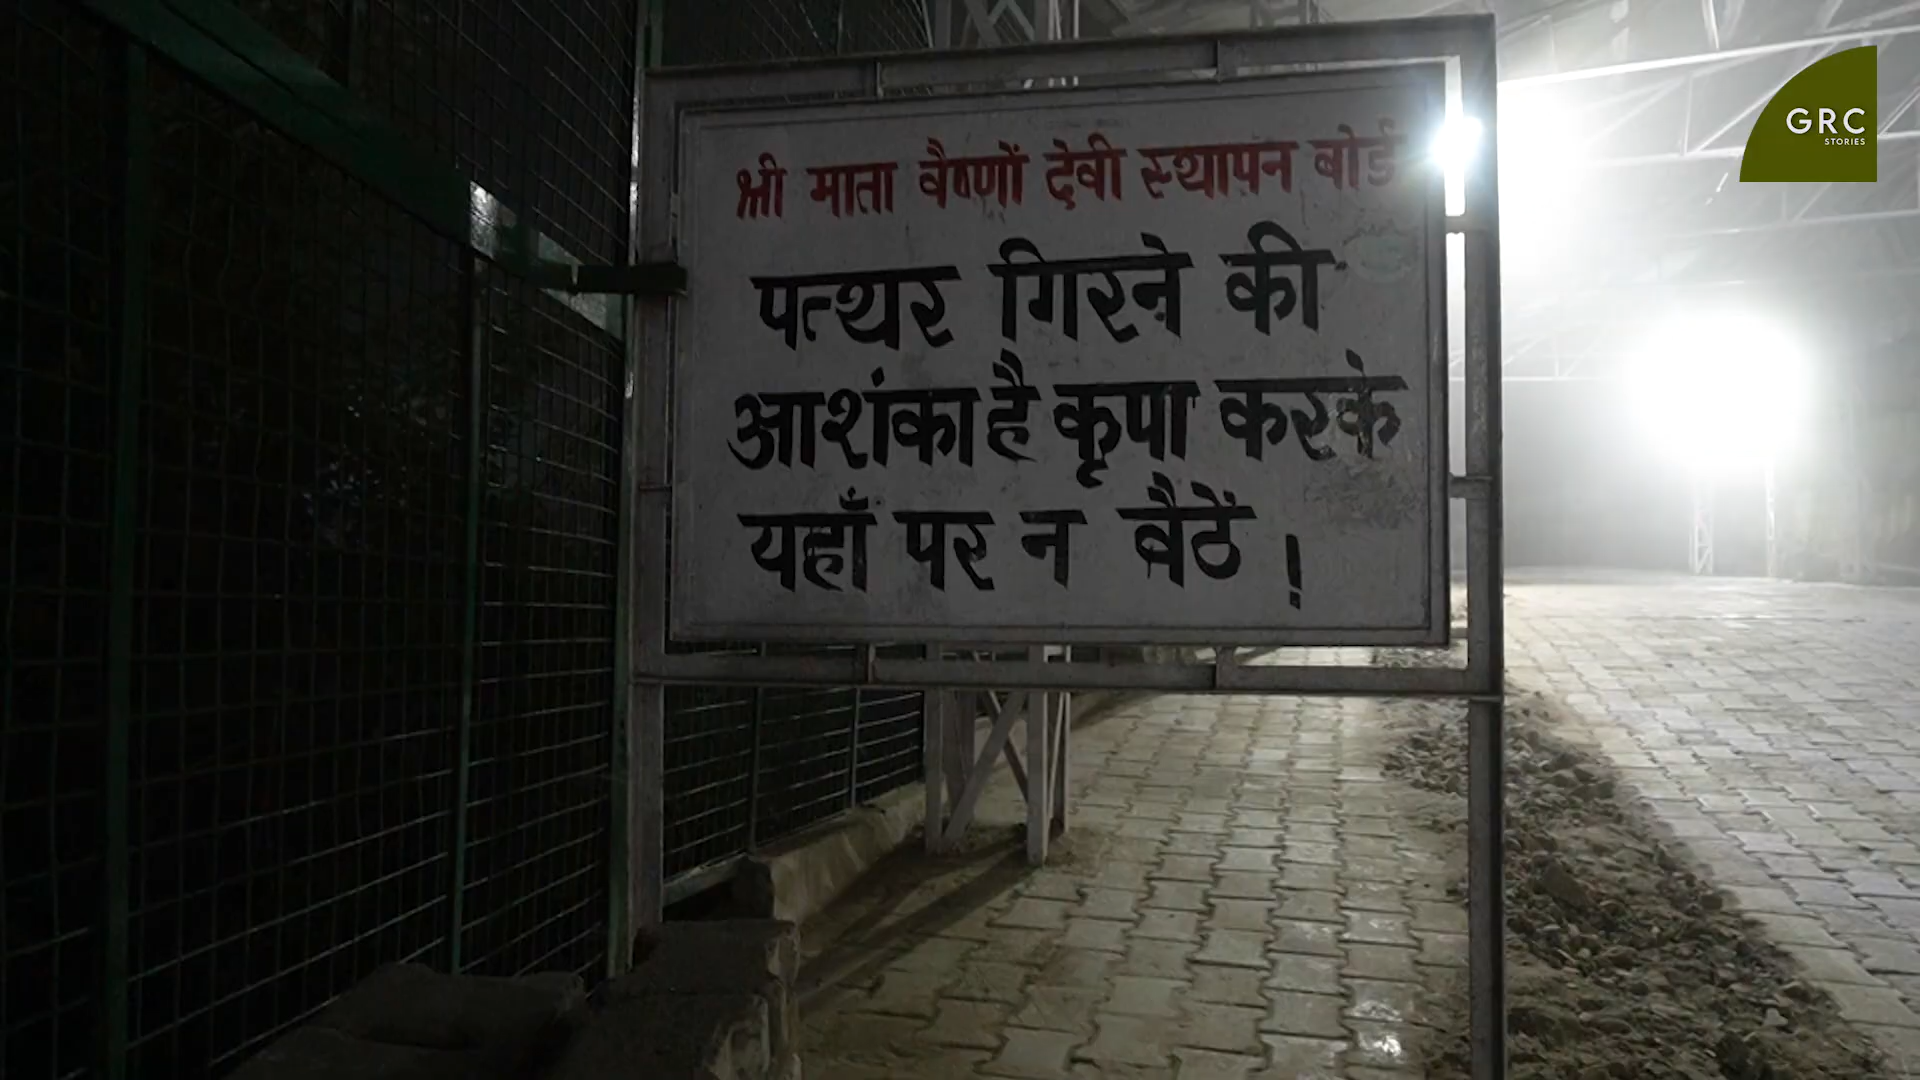 श्री माता वैष्णों देवी स्थापन बोर्ड
पत्थर गिरने की
आशंका है कृपा करके
यहाँ पर न बैठें !
GRC
STORIES